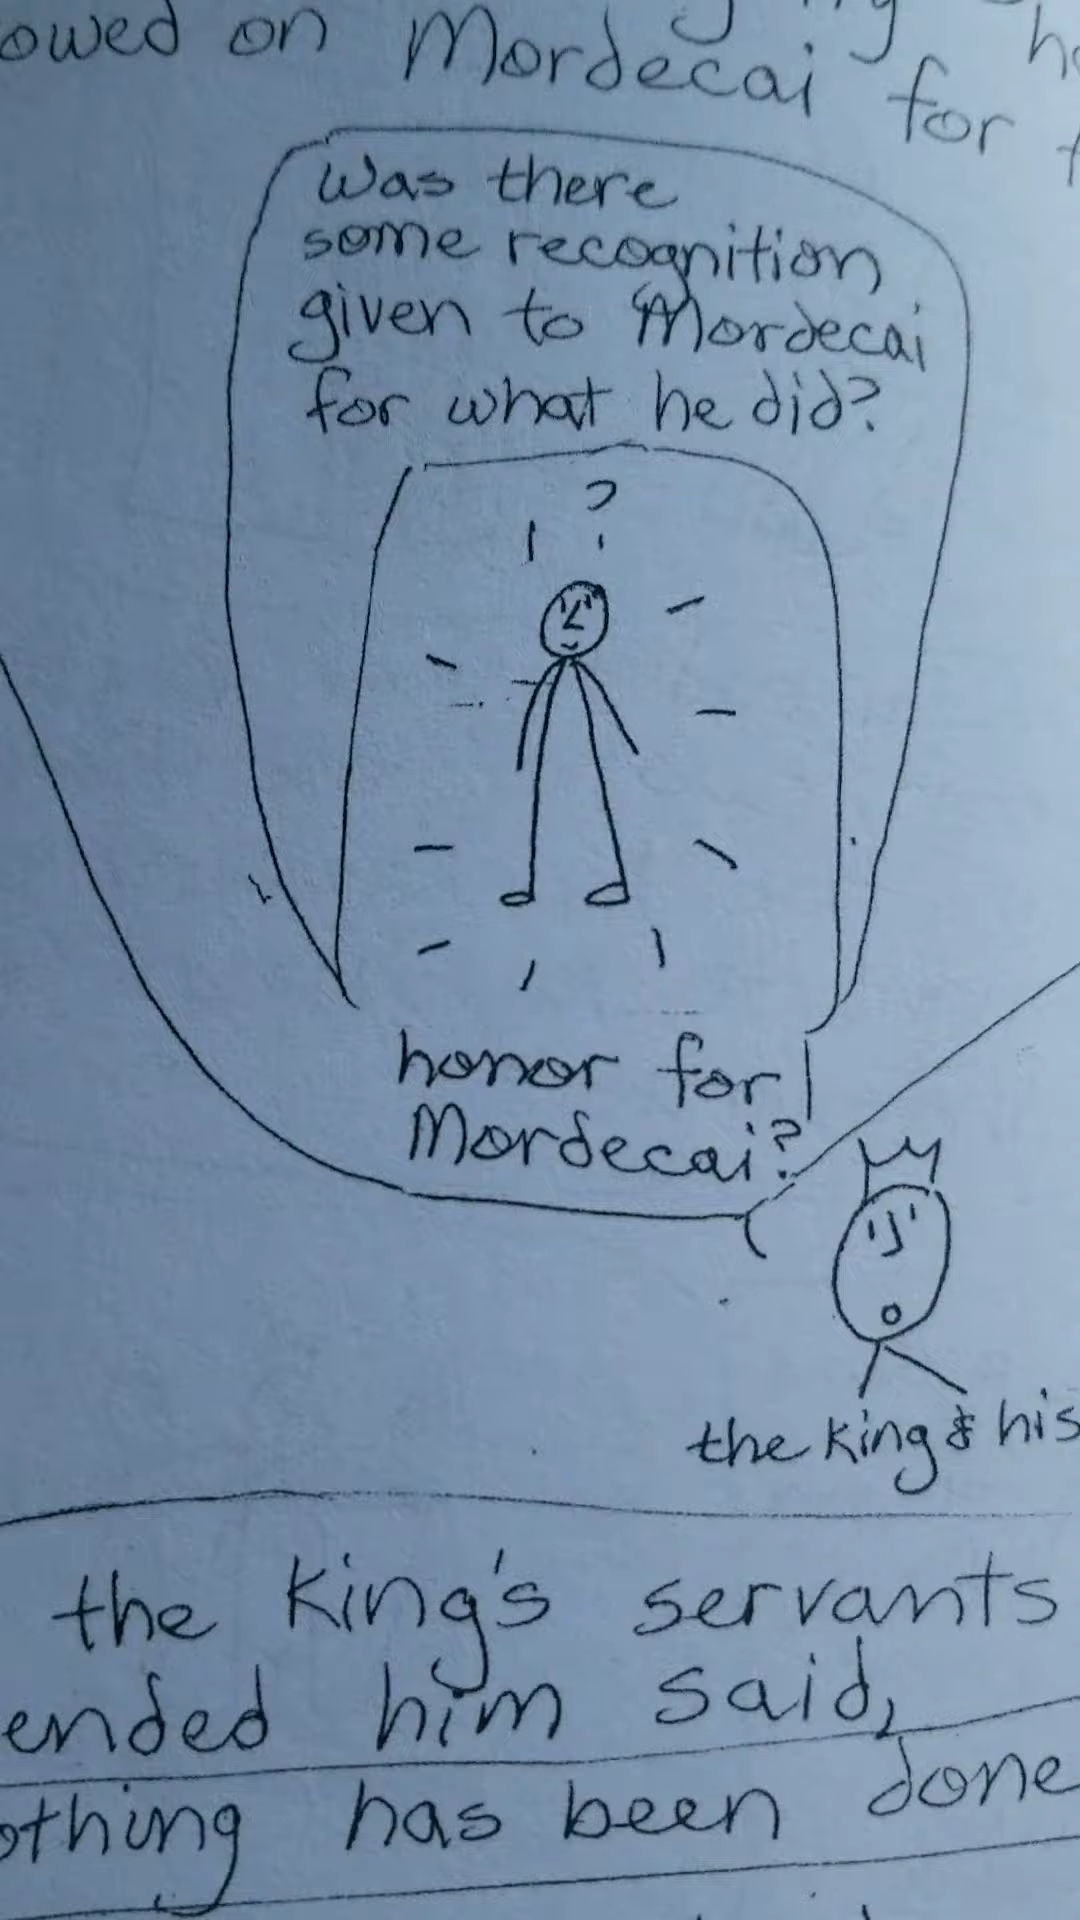 owed on Mordecai for
Was there
some recognition
given to Mordecai
for what he did?
?
honor for
Mordecai?
the king & his
the King's servants
ended him said,
othing has been done